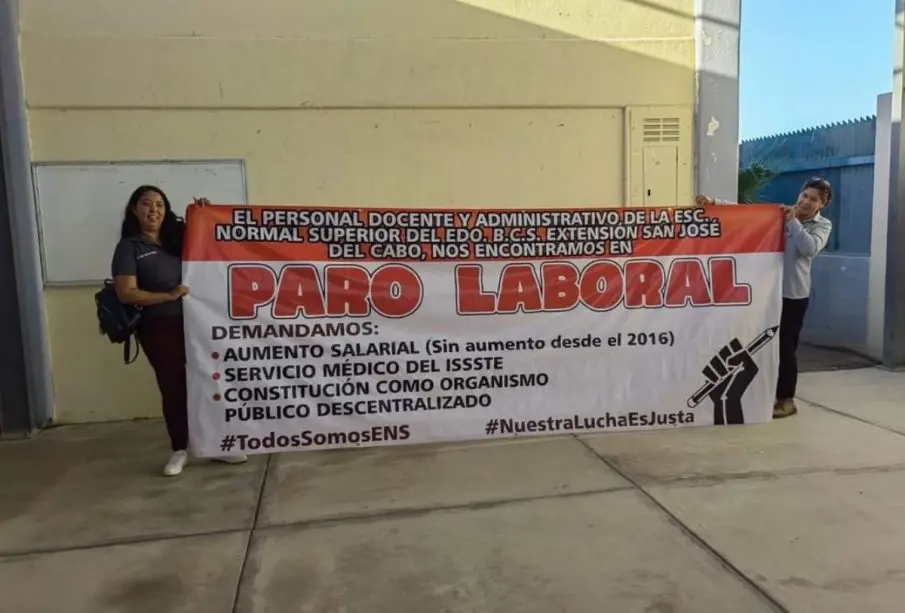 EL PERSONAL DOCENTE Y ADMINISTRATIVO DE LA ESC.
NORMAL SUPERIOR DEL EDO. B.C.S. EXTENSIÓN SAN JOSÉ
DEL CABO, NOS ENCONTRAMOS EN
PARO LABORAL
DEMANDAMOS:
• AUMENTO SALARIAL (Sin aumento desde el 2016)
• SERVICIO MÉDICO DEL ISSSTE
• CONSTITUCIÓN COMO ORGANISMO
PÚBLICO DESCENTRALIZADO
#TodosSomosENS #NuestraLuchaEsJusta